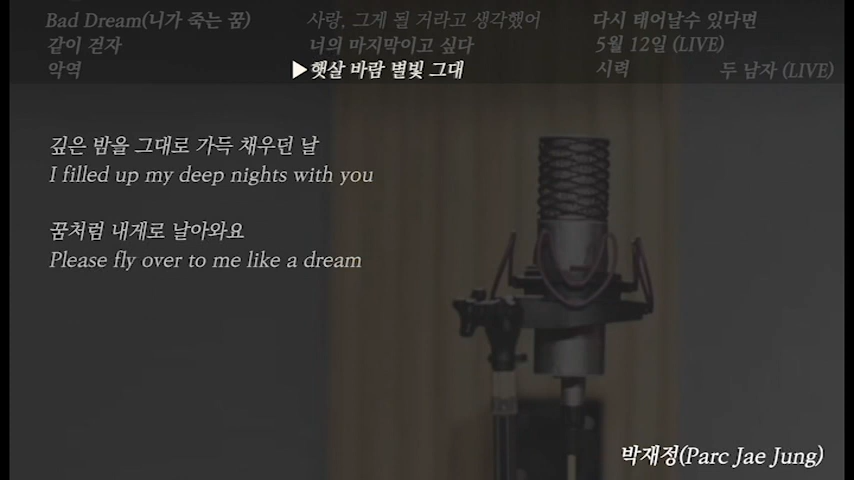 Bad Dream(니가 죽는 꿈)
사랑, 그게 될 거라고 생각했어
다시 태어날수 있다면
같이 걷자
너의 마지막이고 싶다
5월 12일 (LIVE)
악역
▶햇살 바람 별빛 그대
시력
두 남자 (LIVE)
깊은 밤을 그대로 가득 채우던 날
I filled up my deep nights with you
꿈처럼 내게로 날아와요
Please fly over to me like a dream
박재정(Parc Jae Jung)